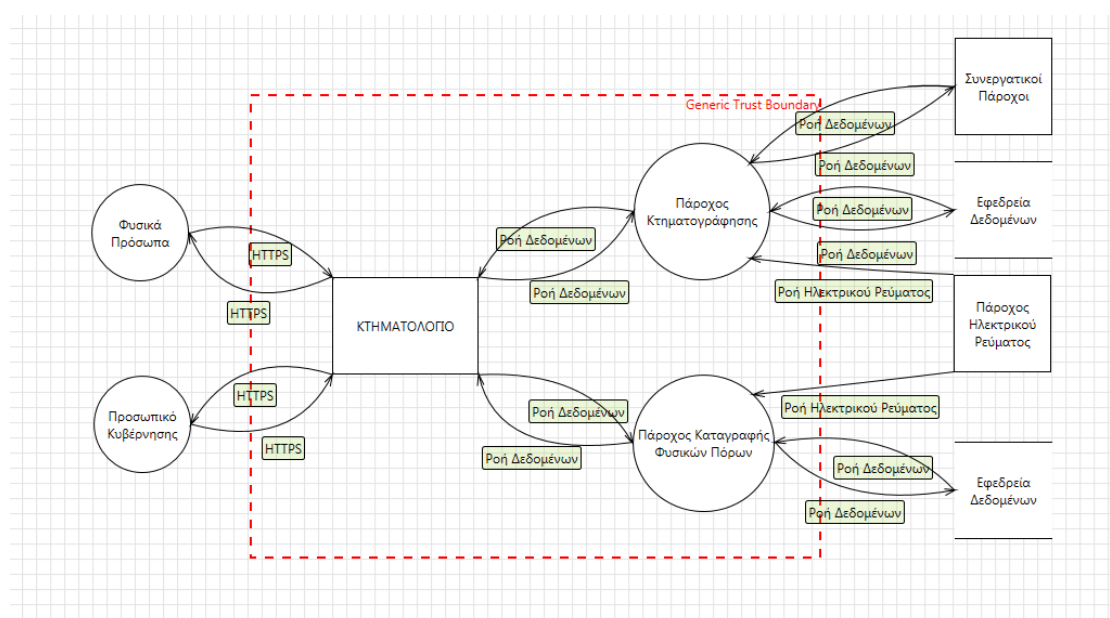 Συνεργατικοί
Πάροχοι
Generic Trust Boundary
Ροή Δεδομένων
Ροή Δεδομένων
Πάροχος
Κτηματογράφησης
Ροή Δεδομένων
Εφεδρεία
Δεδομένων
Φυσικά
Πρόσωπα
HTTPS
Ροή Δεδομένων
Ροή Δεδομένων
Ροή Δεδομένων
Ροή Ηλεκτρικού Ρεύματος
HTTPS
ΚΤΗΜΑΤΟΛΟΓΙΟ
Πάροχος
Ηλεκτρικού
Ρεύματος
HTTPS
Προσωπικό
Κυβέρνησης
HTTPS
Ροή Δεδομένων
Ροή Ηλεκτρικού Ρεύματος
Ροή Δεδομένων
Πάροχος Καταγραφής
Φυσικών Πόρων
Ροή Δεδομένων
Ροή Δεδομένων
Εφεδρεία
Δεδομένων